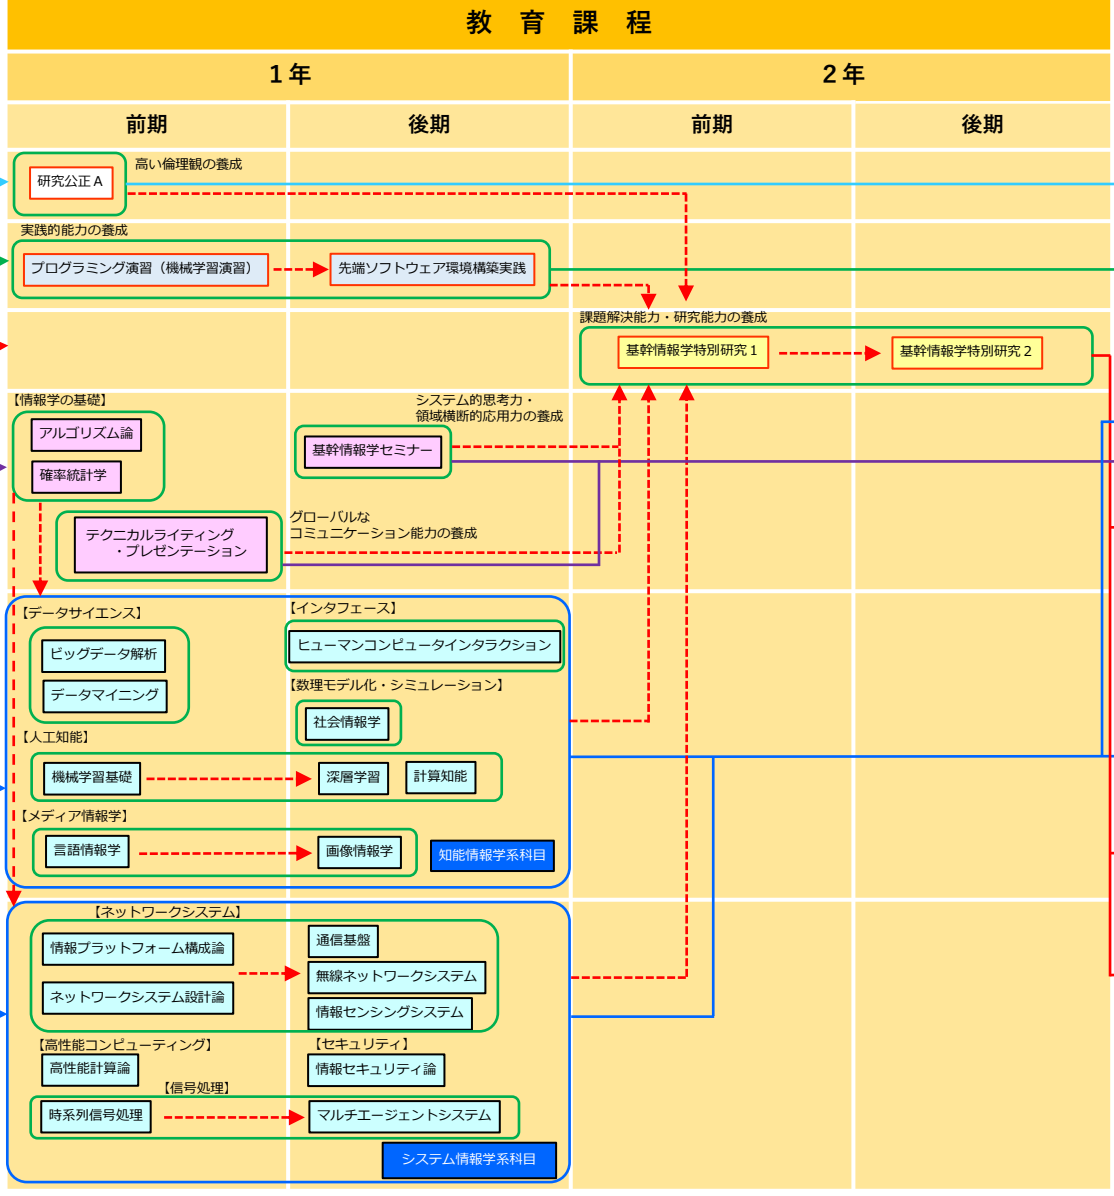 教 育 課 程
1年
2年
前期
後期
前期
後期
高い倫理観の養成
研究公正A
実践的能力の養成
プログラミング演習（機械学習演習）
先端ソフトウェア環境構築実践
課題解決能力・研究能力の養成
基幹情報学特別研究1
基幹情報学特別研究2
【情報学の基礎】
アルゴリズム論
確率統計学
システム的思考力・
領域横断的応用力の養成
基幹情報学セミナー
テクニカルライティング
・プレゼンテーション
グローバルな
コミュニケーション能力の養成
【データサイエンス】
ビッグデータ解析
データマイニング
【インタフェース】
ヒューマンコンピュータインタラクション
【数理モデル化・シミュレーション】
社会情報学
【人工知能】
機械学習基礎
深層学習
計算知能
【メディア情報学】
言語情報学
画像情報学
知能情報学系科目
【ネットワークシステム】
情報プラットフォーム構成論
ネットワークシステム設計論
通信基盤
無線ネットワークシステム
情報センシングシステム
【高性能コンピューティング】
高性能計算論
【セキュリティ】
情報セキュリティ論
【信号処理】
時系列信号処理
マルチエージェントシステム
システム情報学系科目